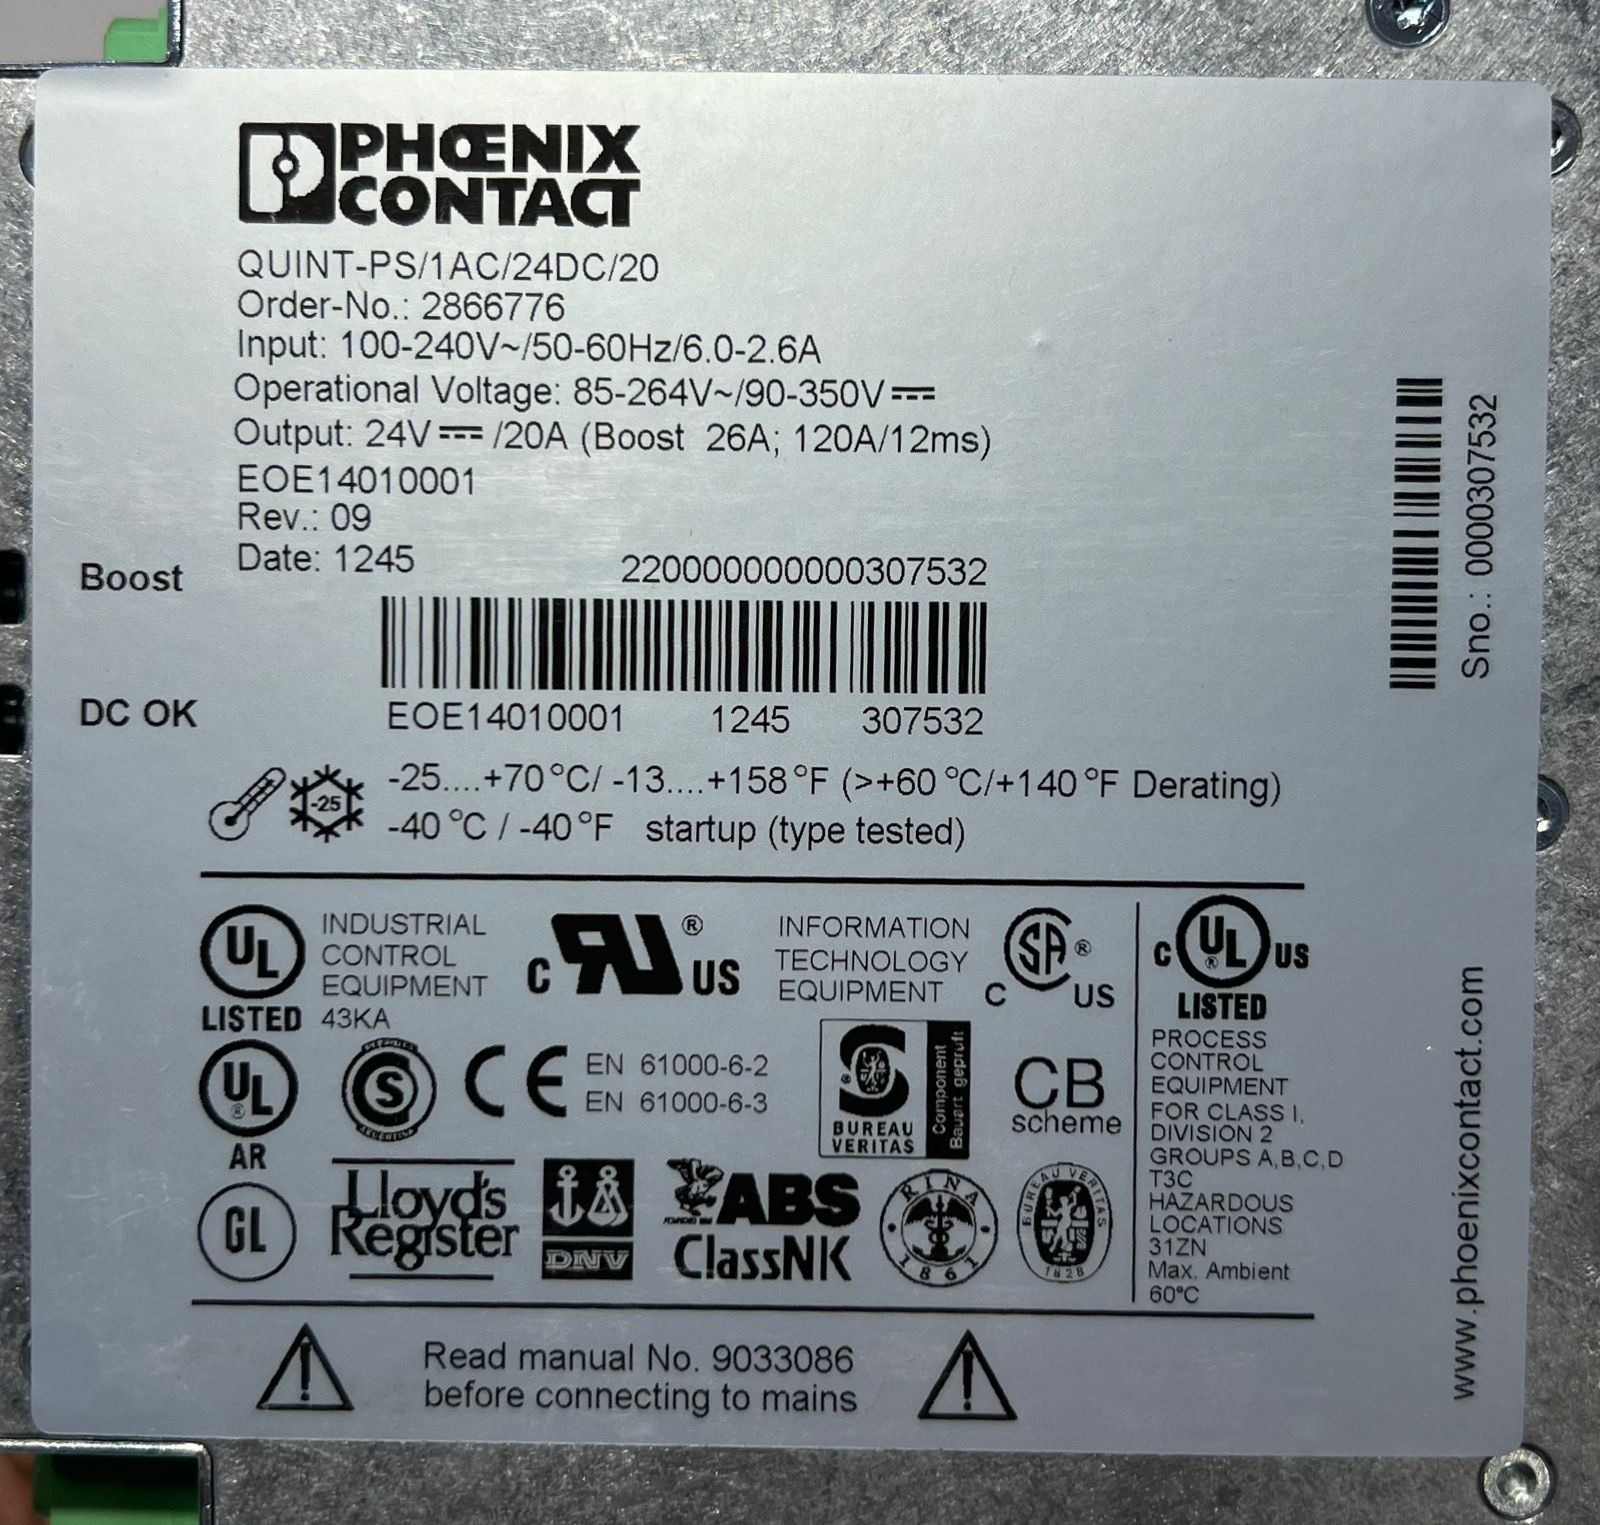 PHŒNIX
CONTACT
QUINT-PS/1AC/24DC/20
Order-No.: 2866776
Input: 100-240V~/50-60Hz/6.0-2.6A
Operational Voltage: 85-264V~/90-350V⎓
Output: 24V⎓ /20A (Boost 26A; 120A/12ms)
EOE14010001
Rev.: 09
Date: 1245
220000000000307532
Boost
DC OK
EOE14010001 1245 307532
Sno.: 0000307532
-25
-25....+70°C/ -13....+158°F (>+60°C/+140°F Derating)
-40°C / -40°F startup (type tested)
UL
LISTED
INDUSTRIAL
CONTROL
EQUIPMENT
43KA
C RU ® US
INFORMATION
TECHNOLOGY
EQUIPMENT
C SA ® US
C UL ® US
LISTED
PROCESS
CONTROL
EQUIPMENT
FOR CLASS I,
DIVISION 2
GROUPS A,B,C,D
T3C
HAZARDOUS
LOCATIONS
31ZN
Max. Ambient
60°C
UL ®
AR
S
ARGENTINA
CE
EN 61000-6-2
EN 61000-6-3
BUREAU
VERITAS
Component
Bauart geprüft
CB
scheme
GL
Lloyd's
Register
DNV
ABS
ClassNK
RINA
1861
BUREAU VERITAS
1828
Read manual No. 9033086
before connecting to mains
www.phoenixcontact.com